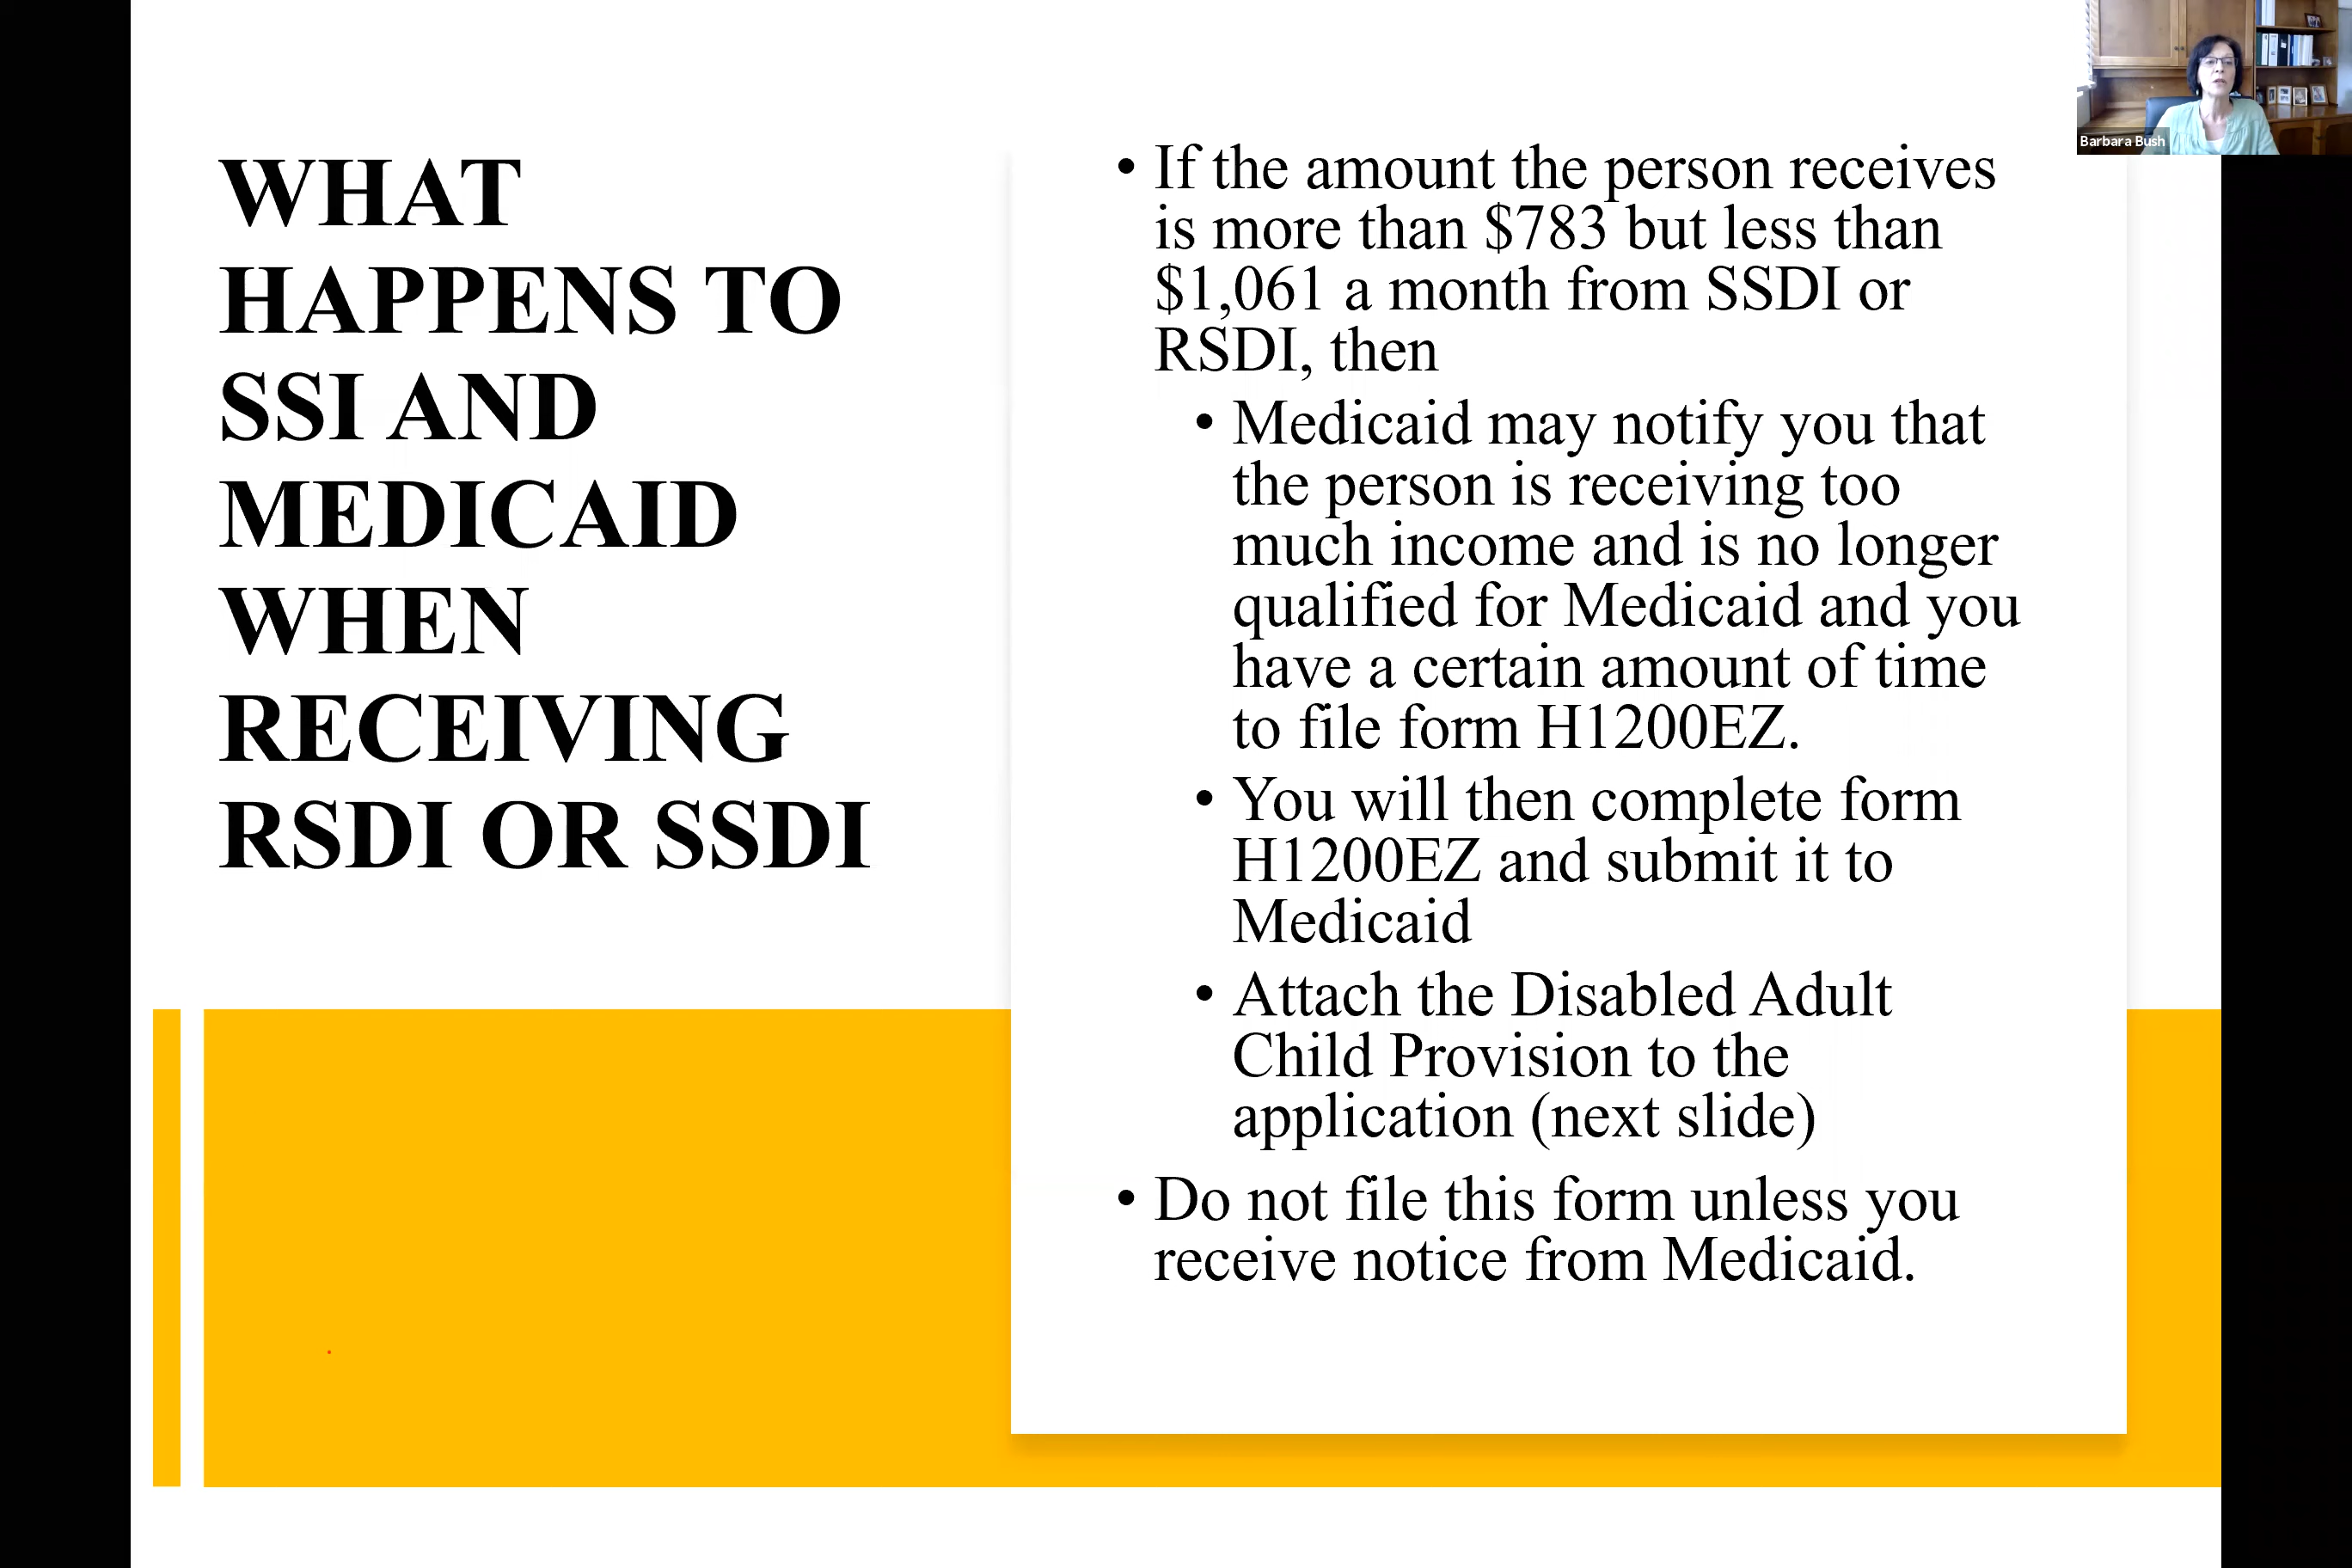 WHAT
HAPPENS TO
SSI AND
MEDICAID
WHEN
RECEIVING
RSDI OR SSDI
• If the amount the person receives
is more than $783 but less than
$1,061 a month from SSDI or
RSDI, then
• Medicaid may notify you that
the person is receiving too
much income and is no longer
qualified for Medicaid and you
have a certain amount of time
to file form H1200EZ.
• You will then complete form
H1200EZ and submit it to
Medicaid
• Attach the Disabled Adult
Child Provision to the
application (next slide)
• Do not file this form unless you
receive notice from Medicaid.
Barbara Bush